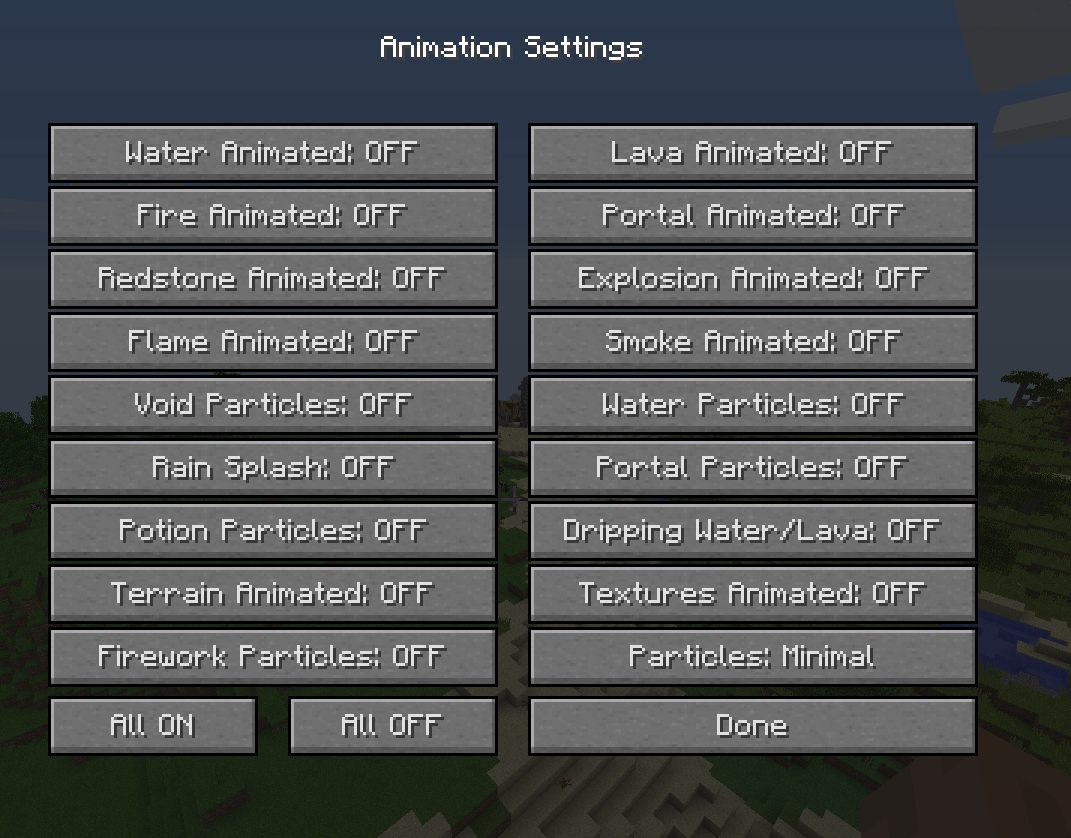 Animation Settings
Water Animated: OFF
Lava Animated: OFF
Fire Animated: OFF
Portal Animated: OFF
Redstone Animated: OFF
Explosion Animated: OFF
Flame Animated: OFF
Smoke Animated: OFF
Void Particles: OFF
Water Particles: OFF
Rain Splash: OFF
Portal Particles: OFF
Potion Particles: OFF
Dripping Water/Lava: OFF
Terrain Animated: OFF
Textures Animated: OFF
Firework Particles: OFF
Particles: Minimal
All ON
All OFF
Done